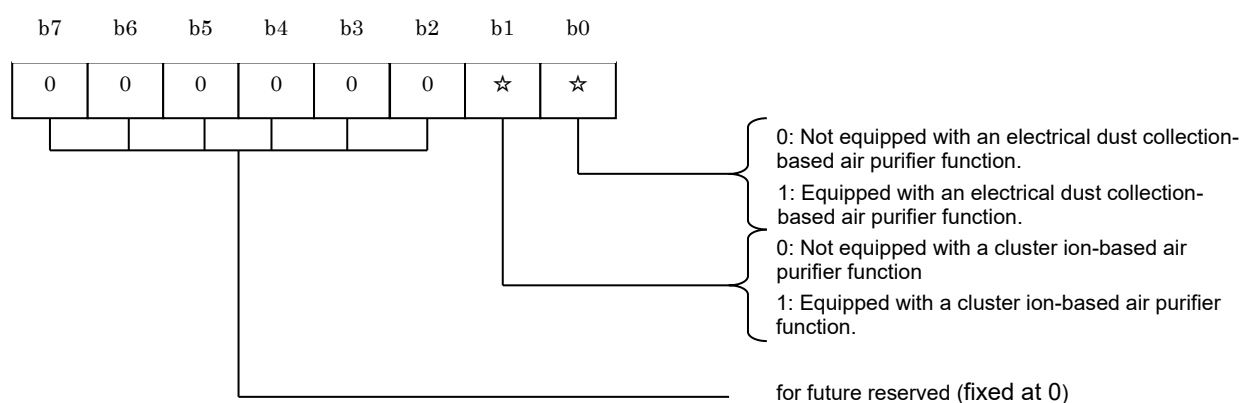 b7 b6 b5 b4 b3 b2 b1 b0
0 0 0 0 0 0 ☆ ☆
0: Not equipped with an electrical dust collection-
based air purifier function.
1: Equipped with an electrical dust collection-
based air purifier function.
0: Not equipped with a cluster ion-based air
purifier function
1: Equipped with a cluster ion-based air purifier
function.
for future reserved (fixed at 0)